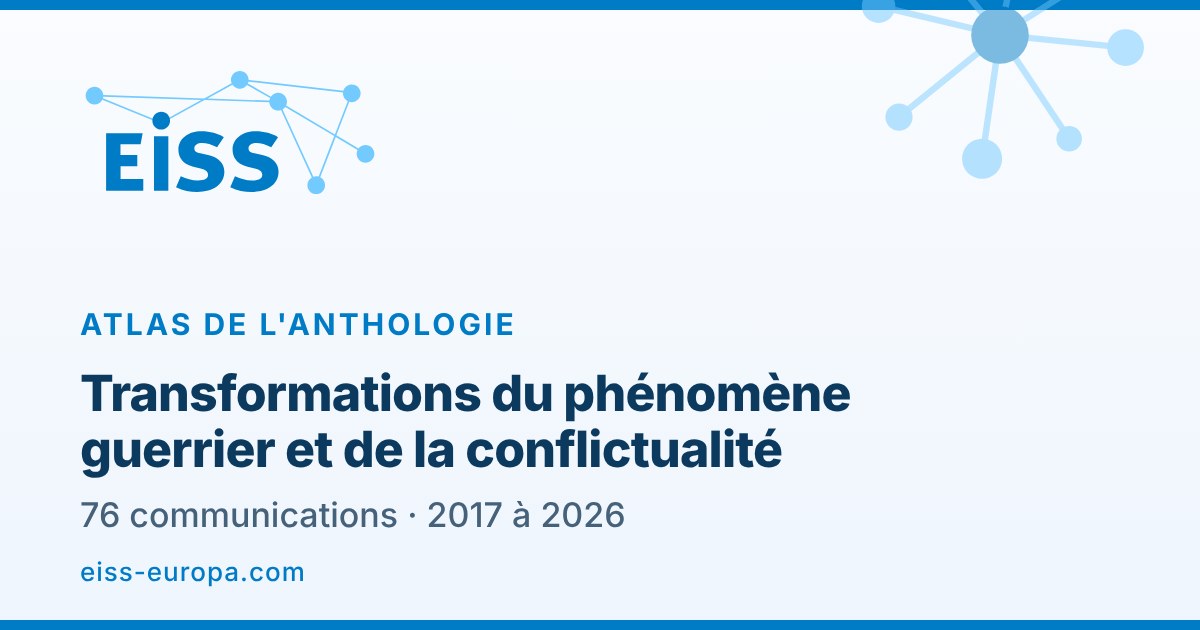 EiSS
ATLAS DE L'ANTHOLOGIE
Transformations du phénomène
guerrier et de la conflictualité
76 communications · 2017 à 2026
eiss-europa.com